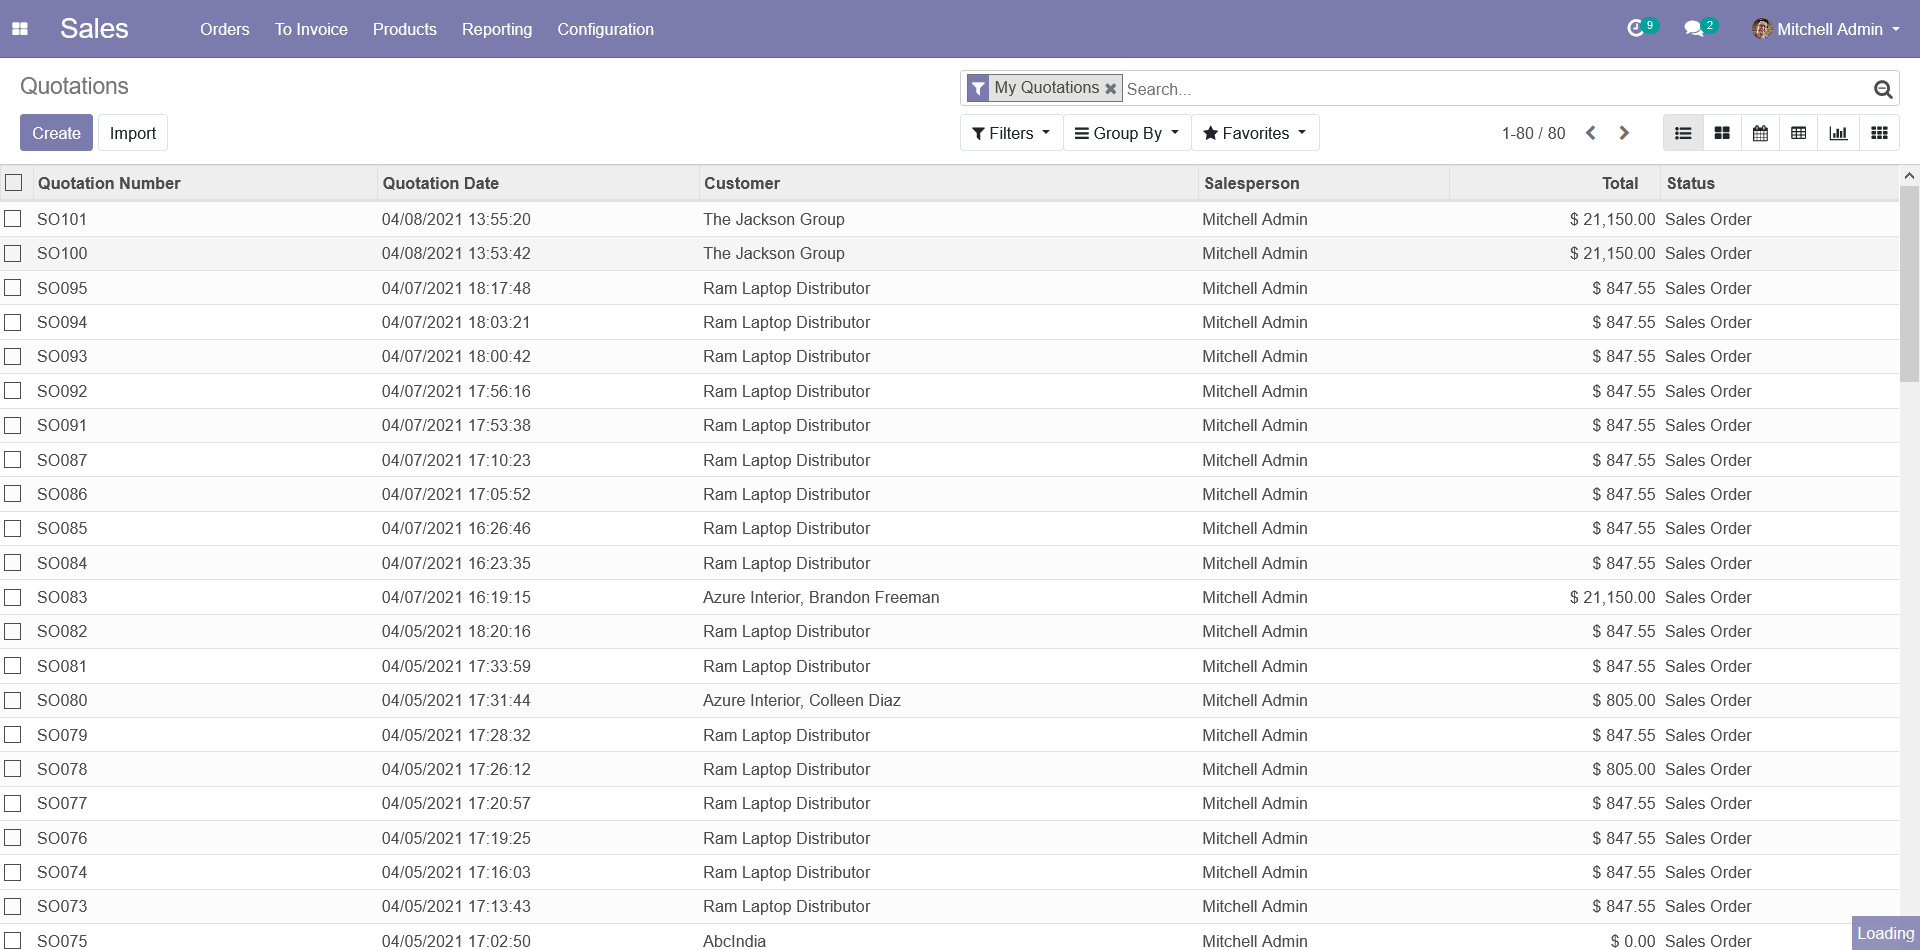 Sales Orders To Invoice Products Reporting Configuration 9 2 Mitchell Admin
Quotations My Quotations Search...
Create Import Filters Group By Favorites 1-80 / 80
Quotation Number Quotation Date Customer Salesperson Total Status
SO101 04/08/2021 13:55:20 The Jackson Group Mitchell Admin $ 21,150.00 Sales Order
SO100 04/08/2021 13:53:42 The Jackson Group Mitchell Admin $ 21,150.00 Sales Order
SO095 04/07/2021 18:17:48 Ram Laptop Distributor Mitchell Admin $ 847.55 Sales Order
SO094 04/07/2021 18:03:21 Ram Laptop Distributor Mitchell Admin $ 847.55 Sales Order
SO093 04/07/2021 18:00:42 Ram Laptop Distributor Mitchell Admin $ 847.55 Sales Order
SO092 04/07/2021 17:56:16 Ram Laptop Distributor Mitchell Admin $ 847.55 Sales Order
SO091 04/07/2021 17:53:38 Ram Laptop Distributor Mitchell Admin $ 847.55 Sales Order
SO087 04/07/2021 17:10:23 Ram Laptop Distributor Mitchell Admin $ 847.55 Sales Order
SO086 04/07/2021 17:05:52 Ram Laptop Distributor Mitchell Admin $ 847.55 Sales Order
SO085 04/07/2021 16:26:46 Ram Laptop Distributor Mitchell Admin $ 847.55 Sales Order
SO084 04/07/2021 16:23:35 Ram Laptop Distributor Mitchell Admin $ 847.55 Sales Order
SO083 04/07/2021 16:19:15 Azure Interior, Brandon Freeman Mitchell Admin $ 21,150.00 Sales Order
SO082 04/05/2021 18:20:16 Ram Laptop Distributor Mitchell Admin $ 847.55 Sales Order
SO081 04/05/2021 17:33:59 Ram Laptop Distributor Mitchell Admin $ 847.55 Sales Order
SO080 04/05/2021 17:31:44 Azure Interior, Colleen Diaz Mitchell Admin $ 805.00 Sales Order
SO079 04/05/2021 17:28:32 Ram Laptop Distributor Mitchell Admin $ 847.55 Sales Order
SO078 04/05/2021 17:26:12 Ram Laptop Distributor Mitchell Admin $ 805.00 Sales Order
SO077 04/05/2021 17:20:57 Ram Laptop Distributor Mitchell Admin $ 847.55 Sales Order
SO076 04/05/2021 17:19:25 Ram Laptop Distributor Mitchell Admin $ 847.55 Sales Order
SO074 04/05/2021 17:16:03 Ram Laptop Distributor Mitchell Admin $ 847.55 Sales Order
SO073 04/05/2021 17:13:43 Ram Laptop Distributor Mitchell Admin $ 847.55 Sales Order
SO075 04/05/2021 17:02:50 AbcIndia Mitchell Admin $ 0.00 Sales Order
Loading